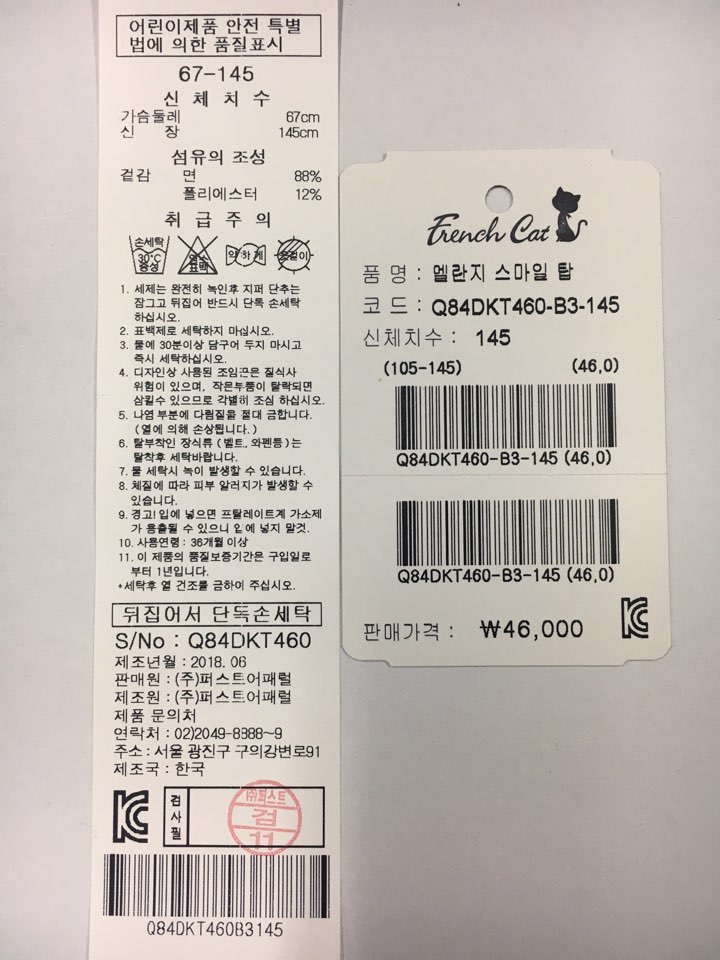 어린이제품 안전 특별
법에 의한 품질표시
67-145
신 체 치 수
가슴둘레 67cm
신 장 145cm
섬유의 조성
겉감 면 88%
폴리에스터 12%
취 급 주 의
손세탁
30°C
중성
염소
표백
약하게
옷걸이
1. 세제는 완전히 녹인후 지퍼 단추는
잠그고 뒤집어 반드시 단독 손세탁
하십시오.
2. 표백제로 세탁하지 마십시오.
3. 물에 30분이상 담구어 두지 마시고
즉시 세탁하십시오.
4. 디자인상 사용된 조임끈은 질식사
위험이 있으며, 작은부품이 탈락되면
삼킬수 있으므로 각별히 조심 하십시오.
5. 나염 부분에 다림질을 절대 금합니다.
(열에 의해 손상됩니다.)
6. 탈부착인 장식류 (벨트, 와펜등)는
탈착후 세탁바랍니다.
7. 물 세탁시 녹이 발생할 수 있습니다.
8. 체질에 따라 피부 알러지가 발생할 수
있습니다.
9. 경고! 입에 넣으면 프탈레이트계 가소제
가 용출될 수 있으니 입에 넣지 말것.
10. 사용연령 : 36개월 이상
11. 이 제품의 품질보증기간은 구입일로
부터 1년입니다.
*세탁후 열 건조를 금하여 주십시오.
뒤집어서 단독손세탁
S/No : Q84DKT460
제조년월 : 2018. 06
판매원 : (주)퍼스트어패럴
제조원 : (주)퍼스트어패럴
제품 문의처
연락처 : 02)2049-8888~9
주소 : 서울 광진구 구의강변로91
제조국 : 한국
KC
검사필
㈜퍼스트
검
11
Q84DKT460B3145
French Cat
품 명 : 멜란지 스마일 탑
코 드 : Q84DKT460-B3-145
신체치수 : 145
(105-145) (46,0)
Q84DKT460-B3-145 (46,0)
Q84DKT460-B3-145 (46,0)
판매가격 : ₩46,000
KC